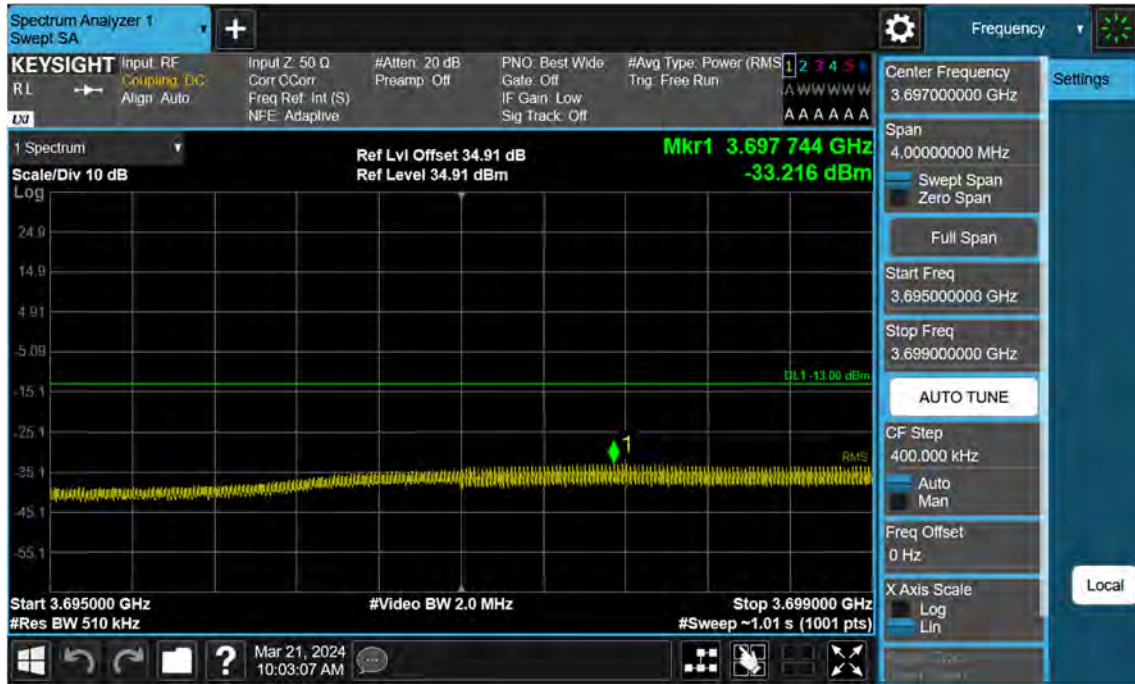 Spectrum Analyzer 1
Swept SA
Frequency
KEYSIGHT
RL
LXI
Input: RF
Coupling: DC
Align: Auto
Input Z: 50 Ω
Corr CCorr
Freq Ref: Int (S)
NFE: Adaptive
#Atten: 20 dB
Preamp: Off
PNO: Best Wide
Gate: Off
IF Gain: Low
Sig Track: Off
#Avg Type: Power (RMS
Trig: Free Run
1 2 3 4 5 6
A W W W W W
A A A A A A
1 Spectrum
Scale/Div 10 dB
Log
Ref Lvl Offset 34.91 dB
Ref Level 34.91 dBm
Mkr1 3.697 744 GHz
-33.216 dBm
24.9
14.9
4.91
-5.09
DL1 -13.00 dBm
-15.1
-25.1
1
RMS
-35.1
-45.1
-55.1
Start 3.695000 GHz
#Res BW 510 kHz
#Video BW 2.0 MHz
Stop 3.699000 GHz
#Sweep ~1.01 s (1001 pts)
Mar 21, 2024
10:03:07 AM
Center Frequency
3.697000000 GHz
Span
4.00000000 MHz
Swept Span
Zero Span
Full Span
Start Freq
3.695000000 GHz
Stop Freq
3.699000000 GHz
AUTO TUNE
CF Step
400.000 kHz
Auto
Man
Freq Offset
0 Hz
X Axis Scale
Log
Lin
Settings
Local